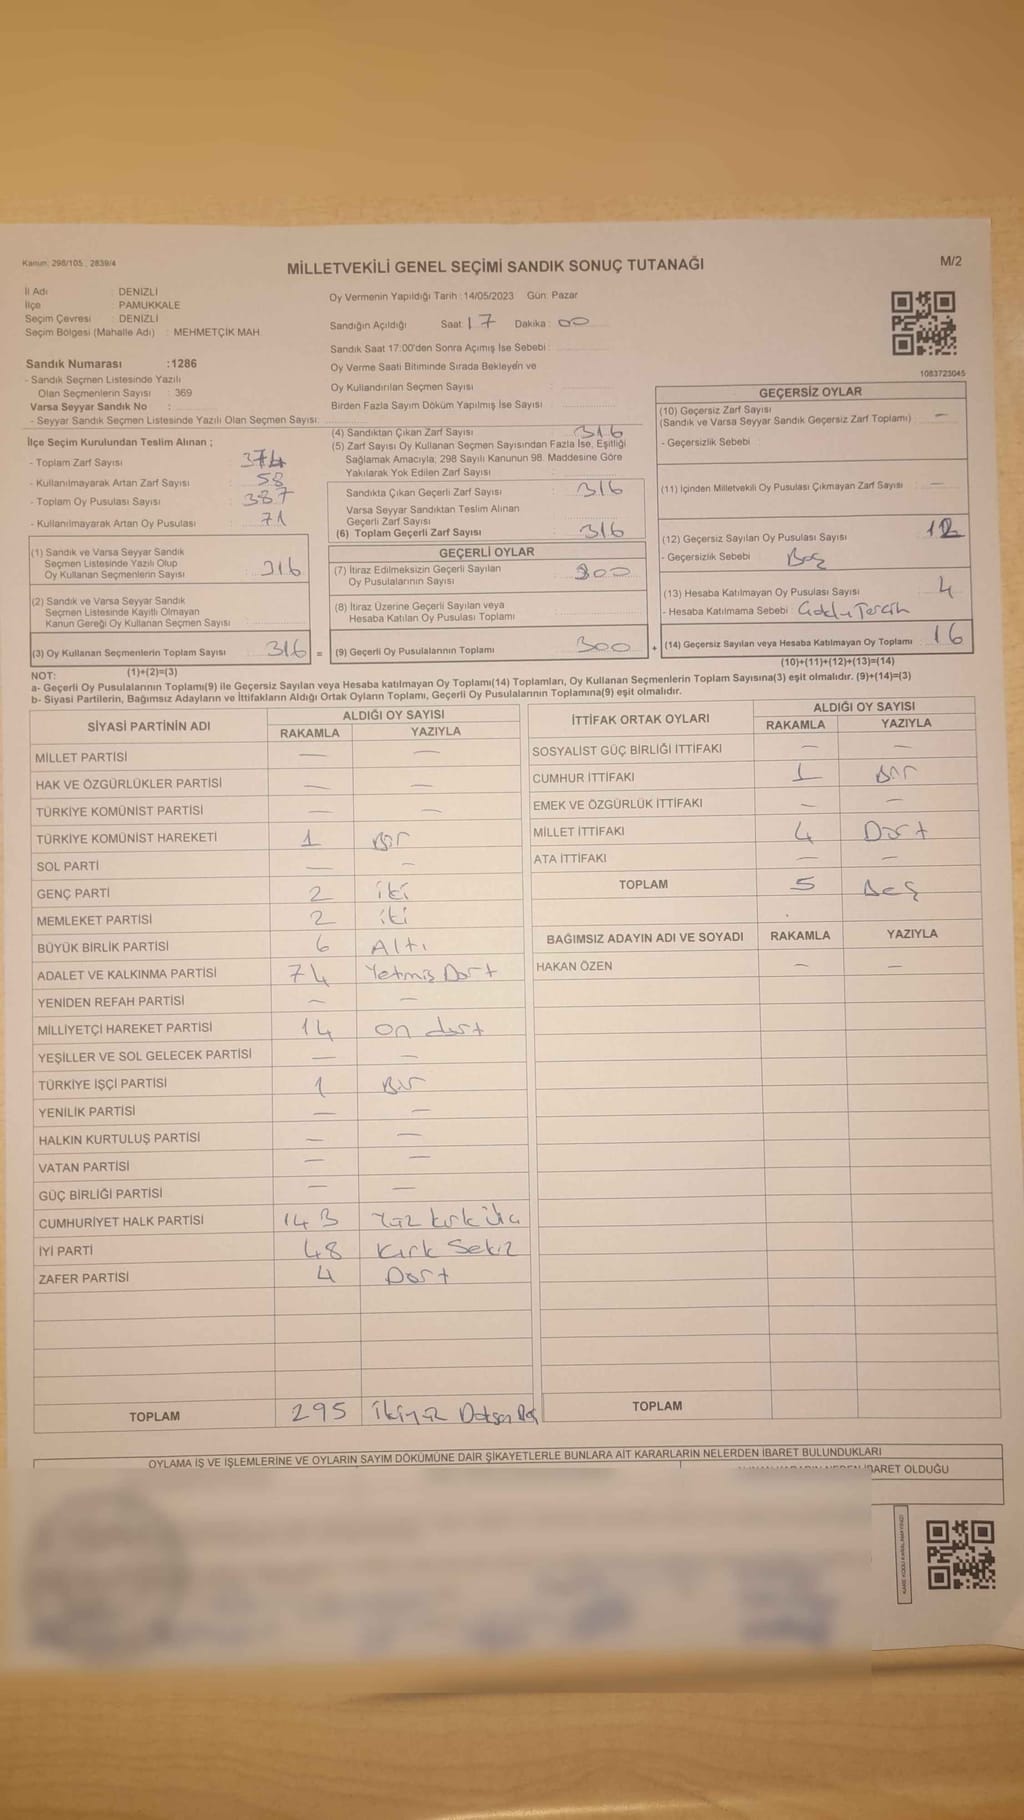 Kanun: 298/105, 2839/4
MİLLETVEKİLİ GENEL SEÇİMİ SANDIK SONUÇ TUTANAĞI
M/2
İl Adı : DENİZLİ
İlçe : PAMUKKALE
Seçim Çevresi : DENİZLİ
Seçim Bölgesi (Mahalle Adı) : MEHMETÇİK MAH.
Sandık Numarası :1286
- Sandık Seçmen Listesinde Yazılı
Olan Seçmenlerin Sayısı : 369
Varsa Seyyar Sandık No :
- Seyyar Sandık Seçmen Listesinde Yazılı Olan Seçmen Sayısı:
Oy Vermenin Yapıldığı Tarih :14/05/2023 Gün: Pazar
Sandığın Açıldığı Saat: 17 Dakika: 00
Sandık Saat 17:00'den Sonra Açımış İse Sebebi :
Oy Verme Saati Bitiminde Sırada Bekleyen ve
Oy Kullandırılan Seçmen Sayısı
Birden Fazla Sayım Döküm Yapılmış İse Sayısı :
1083723045
İlçe Seçim Kurulundan Teslim Alınan ;
- Toplam Zarf Sayısı : 374
- Kullanılmayarak Artan Zarf Sayısı : 58
- Toplam Oy Pusulası Sayısı : 387
- Kullanılmayarak Artan Oy Pusulası : 71
(1) Sandık ve Varsa Seyyar Sandık
Seçmen Listesinde Yazılı Olup
Oy Kullanan Seçmenlerin Sayısı : 316
(2) Sandık ve Varsa Seyyar Sandık
Seçmen Listesinde Kayıtlı Olmayan
Kanun Gereği Oy Kullanan Seçmen Sayısı :
(3) Oy Kullanan Seçmenlerin Toplam Sayısı : 316 =
(1)+(2)=(3)
(4) Sandıktan Çıkan Zarf Sayısı : 316
(5) Zarf Sayısı Oy Kullanan Seçmen Sayısından Fazla İse, Eşitliği
Sağlamak Amacıyla; 298 Sayılı Kanunun 98. Maddesine Göre
Yakılarak Yok Edilen Zarf Sayısı :
Sandıkta Çıkan Geçerli Zarf Sayısı : 316
Varsa Seyyar Sandıktan Teslim Alınan
Geçerli Zarf Sayısı
(6) Toplam Geçerli Zarf Sayısı : 316
GEÇERLİ OYLAR
(7) İtiraz Edilmeksizin Geçerli Sayılan
Oy Pusulalarının Sayısı : 300
(8) İtiraz Üzerine Geçerli Sayılan veya
Hesaba Katılan Oy Pusulası Toplamı
(9) Geçerli Oy Pusulalarının Toplamı : 300 +
GEÇERSİZ OYLAR
(10) Geçersiz Zarf Sayısı
(Sandık ve Varsa Seyyar Sandık Geçersiz Zarf Toplamı) : —
- Geçersizlik Sebebi :
(11) İçinden Milletvekili Oy Pusulası Çıkmayan Zarf Sayısı : —
(12) Geçersiz Sayılan Oy Pusulası Sayısı 12
- Geçersizlik Sebebi : Boş
(13) Hesaba Katılmayan Oy Pusulası Sayısı : 4
- Hesaba Katılmama Sebebi : Tercih
(14) Geçersiz Sayılan veya Hesaba Katılmayan Oy Toplamı : 16
(10)+(11)+(12)+(13)=(14)
NOT:
a- Geçerli Oy Pusulalarının Toplamı(9) ile Geçersiz Sayılan veya Hesaba katılmayan Oy Toplamı(14) Toplamları, Oy Kullanan Seçmenlerin Toplam Sayısına(3) eşit olmalıdır. (9)+(14)=(3)
b- Siyasi Partilerin, Bağımsız Adayların ve İttifakların Aldığı Ortak Oyların Toplamı, Geçerli Oy Pusulalarının Toplamına(9) eşit olmalıdır.
SİYASİ PARTİNİN ADI ALDIĞI OY SAYISI
RAKAMLA YAZIYLA
MİLLET PARTİSİ — —
HAK VE ÖZGÜRLÜKLER PARTİSİ — —
TÜRKİYE KOMÜNİST PARTİSİ — —
TÜRKİYE KOMÜNİST HAREKETİ 1 Bir
SOL PARTİ — —
GENÇ PARTİ 2 iki
MEMLEKET PARTİSİ 2 iki
BÜYÜK BİRLİK PARTİSİ 6 Altı
ADALET VE KALKINMA PARTİSİ 74 Yetmiş Dört
YENİDEN REFAH PARTİSİ — —
MİLLİYETÇİ HAREKET PARTİSİ 14 on dört
YEŞİLLER VE SOL GELECEK PARTİSİ — —
TÜRKİYE İŞÇİ PARTİSİ 1 Bir
YENİLİK PARTİSİ — —
HALKIN KURTULUŞ PARTİSİ — —
VATAN PARTİSİ — —
GÜÇ BİRLİĞİ PARTİSİ — —
CUMHURİYET HALK PARTİSİ 143 Yüz kırk Üç
İYİ PARTİ 48 Kırk Sekiz
ZAFER PARTİSİ 4 Dört
TOPLAM 295 ikiyüz
İTTİFAK ORTAK OYLARI ALDIĞI OY SAYISI
RAKAMLA YAZIYLA
SOSYALİST GÜÇ BİRLİĞİ İTTİFAKI — —
CUMHUR İTTİFAKI 1 Bir
EMEK VE ÖZGÜRLÜK İTTİFAKI — —
MİLLET İTTİFAKI 4 Dört
ATA İTTİFAKI — —
TOPLAM 5 Beş
BAĞIMSIZ ADAYIN ADI VE SOYADI RAKAMLA YAZIYLA
HAKAN ÖZEN — —
TOPLAM
OYLAMA İŞ VE İŞLEMLERİNE VE OYLARIN SAYIM DÖKÜMÜNE DAİR ŞİKAYETLERLE BUNLARA AİT KARARLARIN NELERDEN İBARET BULUNDUKLARI
İBARET OLDUĞU